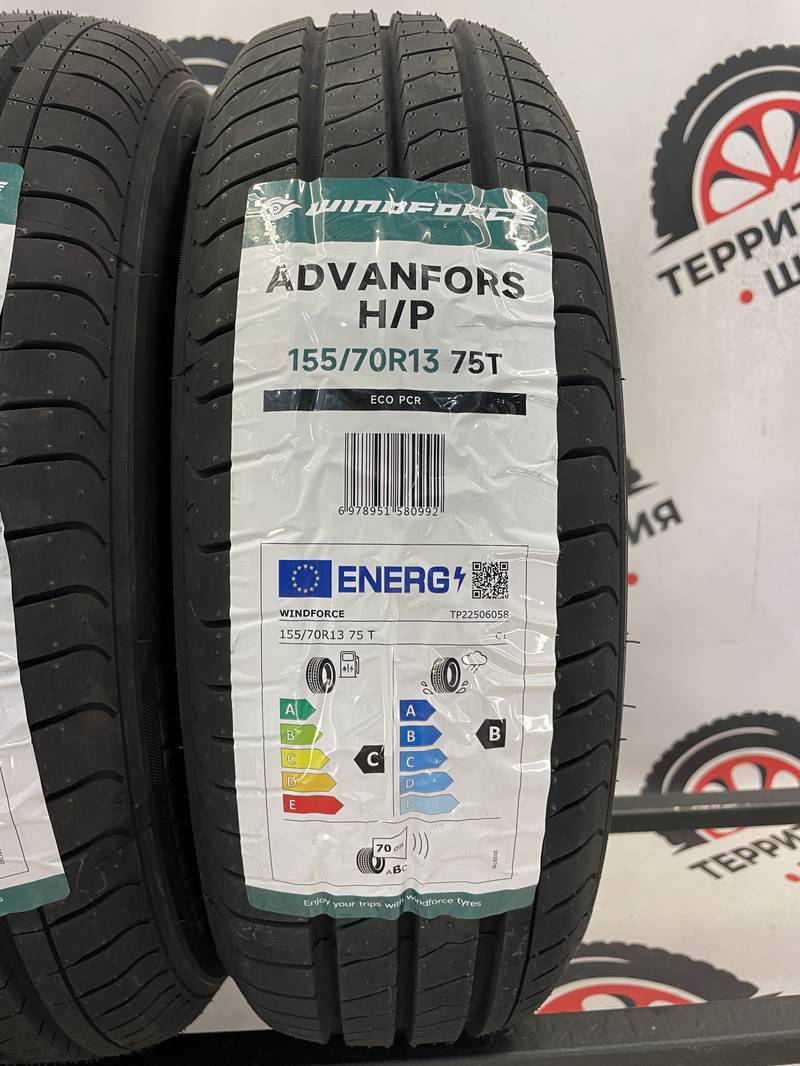 WINDFORCE
ADVANFORS
H/P
155/70R13 75T
ECO PCR
6 978951 580992
ENERG
WINDFORCE TP22506058
155/70R13 75 T C1
A
B
C
D
E
C
A
B
C
D
E
B
70 dB
ABC
Enjoy your trips with windforce tyres
ТЕРРИТ
Ш
ИЯ
ТЕРРИТО